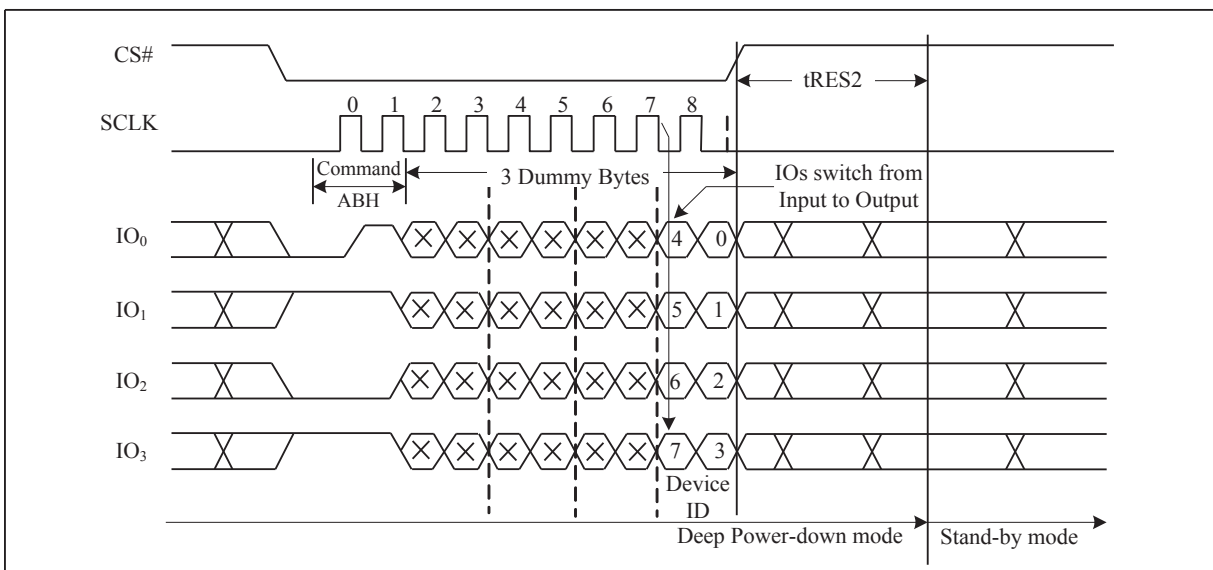 CS#
tRES2
0 1 2 3 4 5 6 7 8
SCLK
Command
ABH
3 Dummy Bytes
IOs switch from
Input to Output
IO0 4 0
IO1 5 1
IO2 6 2
IO3 7 3
Device
ID
Deep Power-down mode
Stand-by mode